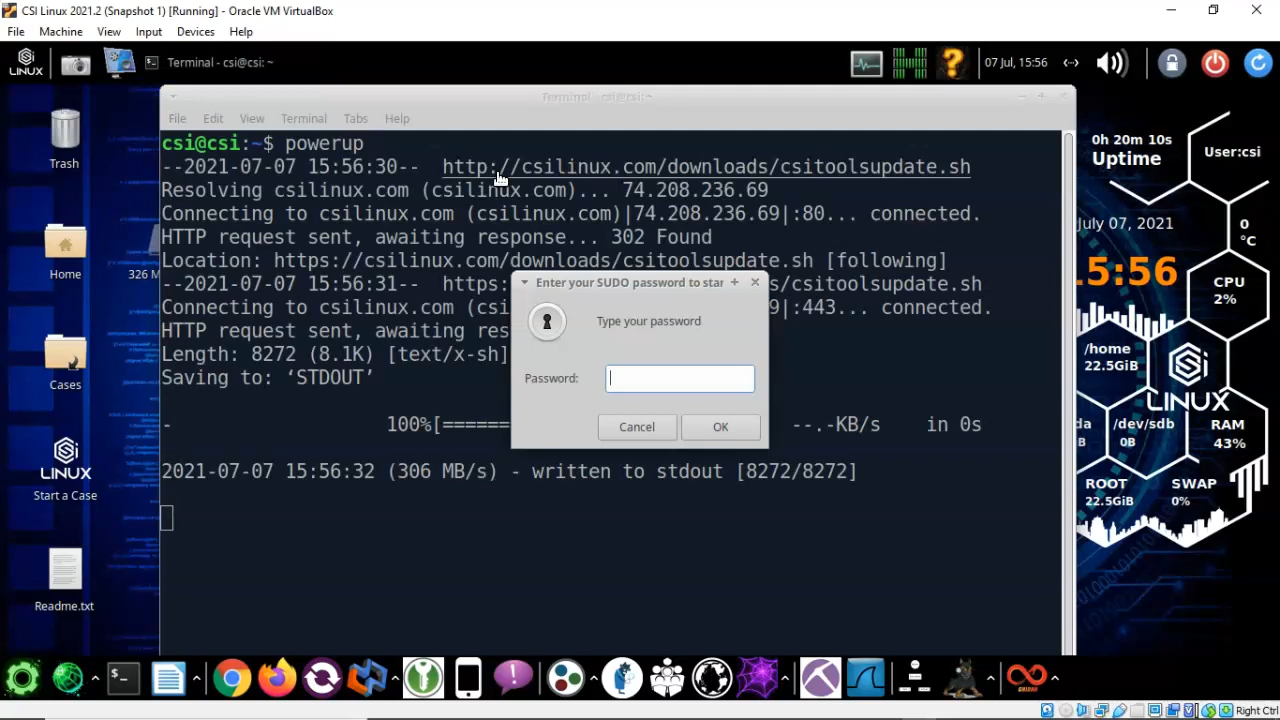 CSI Linux 2021.2 (Snapshot 1) [Running] - Oracle VM VirtualBox
File Machine View Input Devices Help
LINUX
Terminal - csi@csi: ~
07 Jul, 15:56
Terminal - csi@csi:~
File Edit View Terminal Tabs Help
csi@csi:~$ powerup
--2021-07-07 15:56:30-- http://csilinux.com/downloads/csitoolsupdate.sh
Resolving csilinux.com (csilinux.com)... 74.208.236.69
Connecting to csilinux.com (csilinux.com)|74.208.236.69|:80... connected.
HTTP request sent, awaiting response... 302 Found
Location: https://csilinux.com/downloads/csitoolsupdate.sh [following]
--2021-07-07 15:56:31-- https: sitoolsupdate.sh
Connecting to csilinux.com (csi 9|:443... connected.
HTTP request sent, awaiting res
Length: 8272 (8.1K) [text/x-sh]
Saving to: ‘STDOUT’
- 100%[====== --.-KB/s in 0s
2021-07-07 15:56:32 (306 MB/s) - written to stdout [8272/8272]
Enter your SUDO password to star
Type your password
Password:
Cancel OK
Trash
Home
326 M
Cases
LINUX
Start a Case
Readme.txt
0h 20m 10s
Uptime
User:csi
July 07, 2021
0
°C
15:56
CPU
2%
/home
22.5GiB
LINUX
da
B
/dev/sdb
0B
RAM
43%
ROOT
22.5GiB
SWAP
0%
Right Ctrl